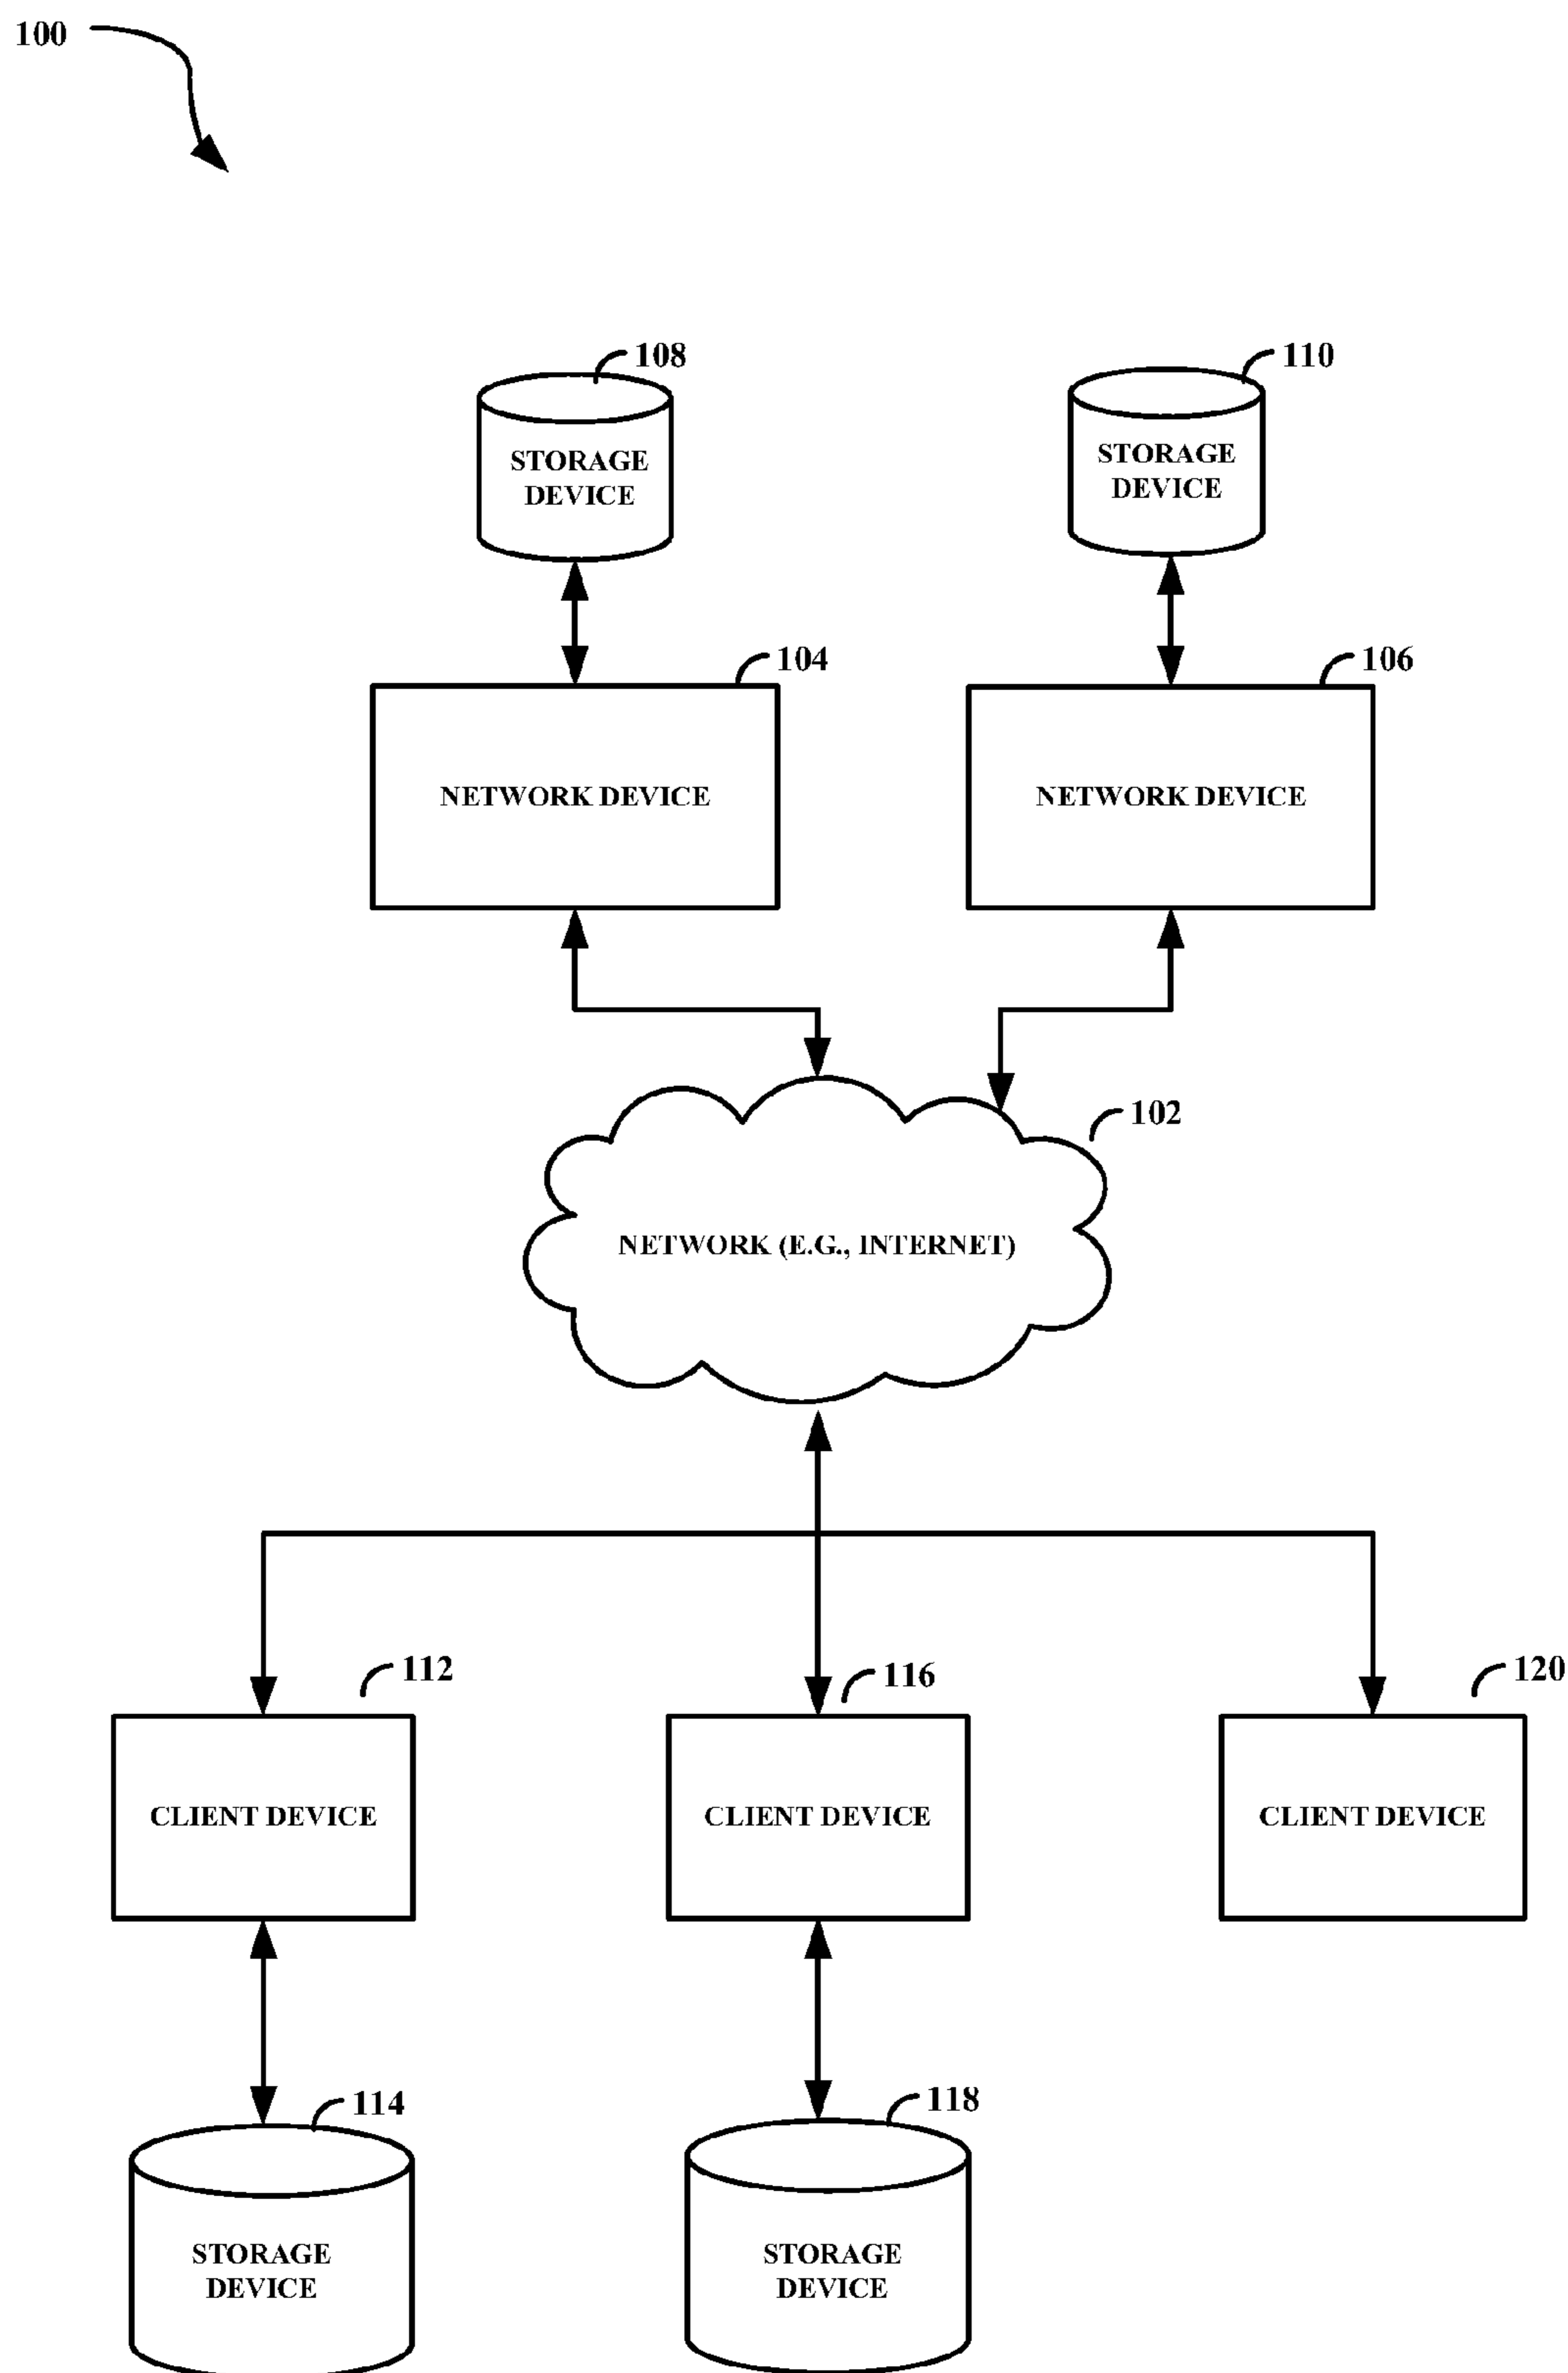 100
108
110
STORAGE
DEVICE
STORAGE
DEVICE
104
106
NETWORK DEVICE
NETWORK DEVICE
102
NETWORK (E.G., INTERNET)
112
116
120
CLIENT DEVICE
CLIENT DEVICE
CLIENT DEVICE
114
118
STORAGE
DEVICE
STORAGE
DEVICE